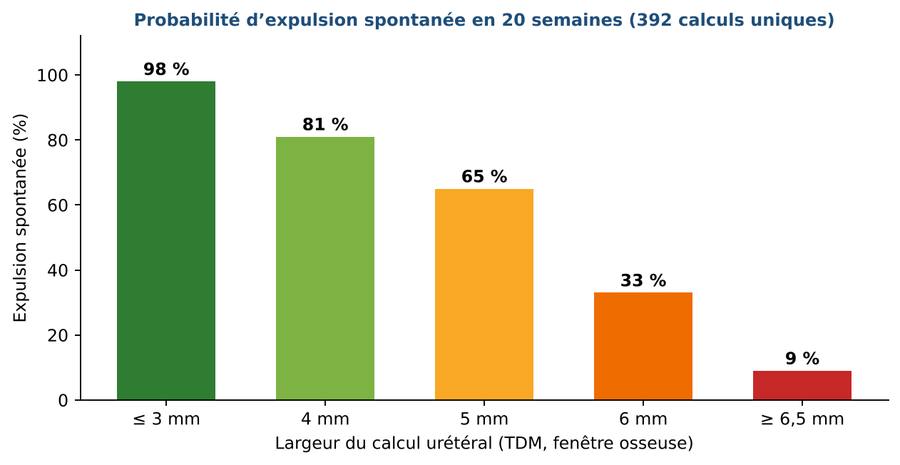 Probabilité d’expulsion spontanée en 20 semaines (392 calculs uniques)
Expulsion spontanée (%)
100
80
60
40
20
0
98 %
81 %
65 %
33 %
9 %
≤ 3 mm
4 mm
5 mm
6 mm
≥ 6,5 mm
Largeur du calcul urétéral (TDM, fenêtre osseuse)